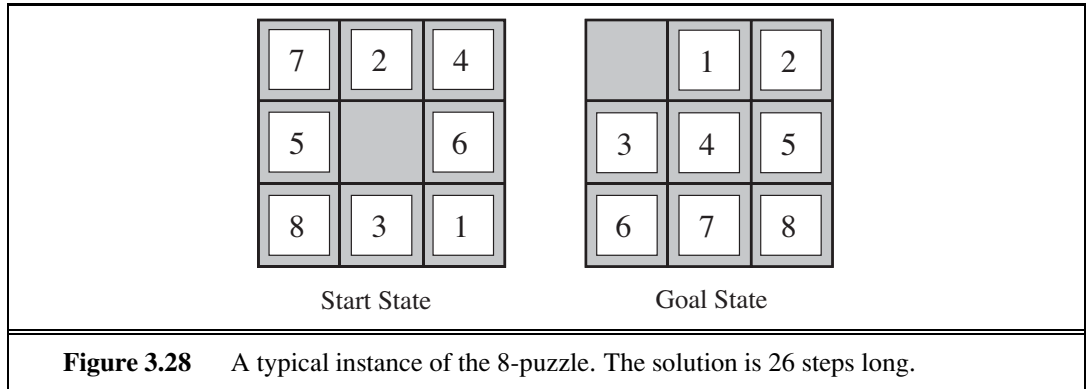 7 2 4
5 6
8 3 1
Start State
1 2
3 4 5
6 7 8
Goal State
Figure 3.28 A typical instance of the 8-puzzle. The solution is 26 steps long.